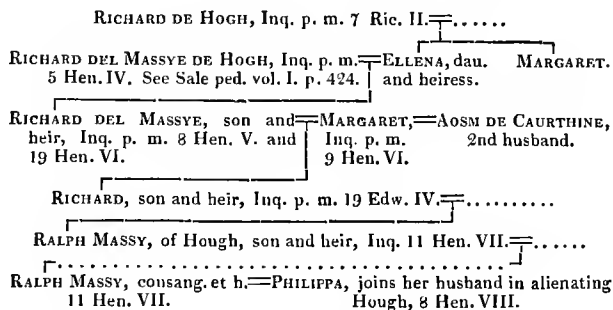 RICHARD DE HOGH, Inq. p. m. 7 Ric. II.=......
RICHARD DEL MASSYE DE HOGH, Inq. p. m.=ELLENA, dau. MARGARET.
5 Hen. IV. See Sale ped. vol. I. p. 424. and heiress.
RICHARD DEL MASSYE, son and=MARGARET,=AOSM DE CAURTHINE,
heir, Inq. p. m. 8 Hen. V. and Inq. p. m. 2nd husband.
19 Hen. VI. 9 Hen. VI.
RICHARD, son and heir, Inq. p. m. 19 Edw. IV.=..........
RALPH MASSY, of Hough, son and heir, Inq. 11 Hen. VII.=......
RALPH MASSY, consang. et h.=PHILIPPA, joins her husband in alienating
11 Hen. VII. Hough, 8 Hen. VIII.